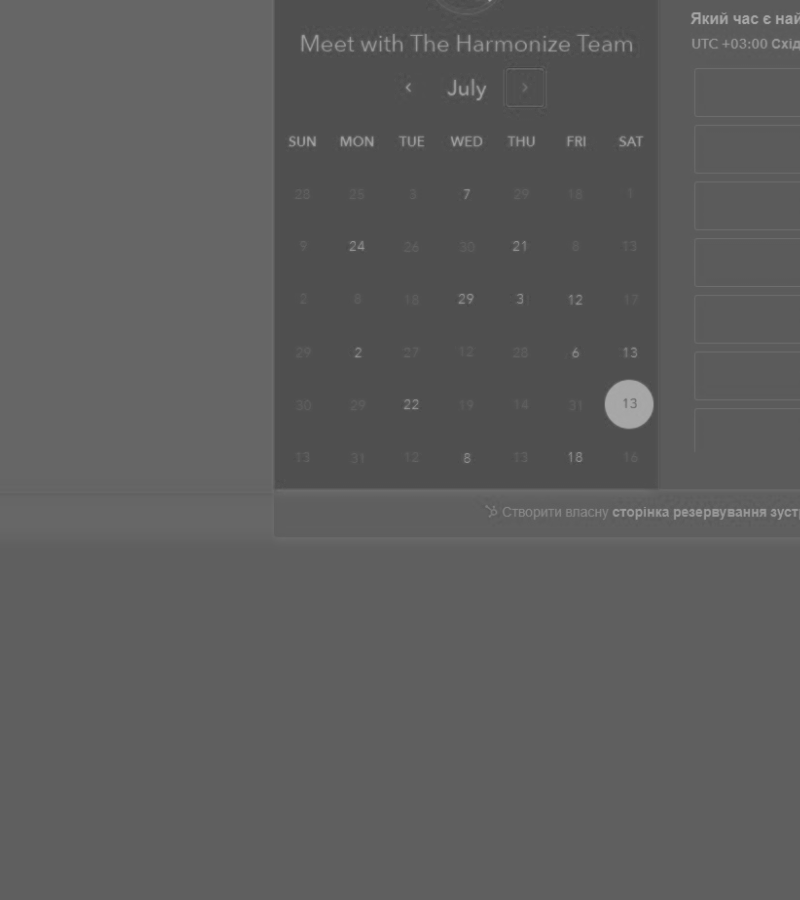 Meet with The Harmonize Team
Який час є най
UTC +03:00 Схід
‹ July ›
SUN MON TUE WED THU FRI SAT
28 25 3 7 29 18 1
9 24 26 30 21 8 13
2 8 18 29 3 12 17
29 2 27 12 28 6 13
30 29 22 19 14 31 13
13 31 12 8 13 18 16
Створити власну сторінка резервування зуст